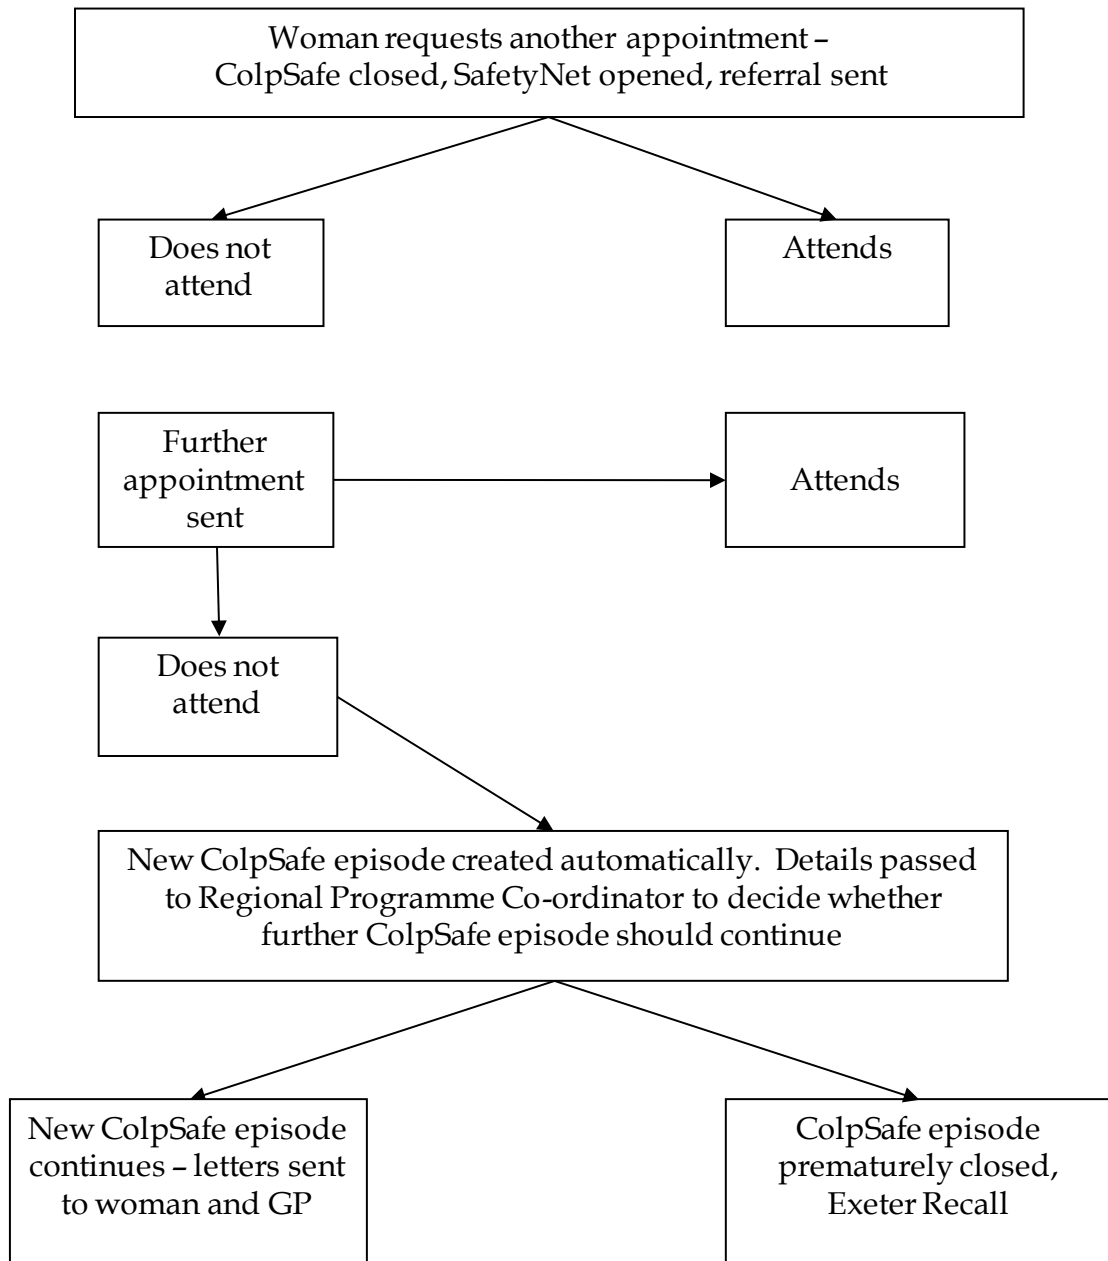 Woman requests another appointment –
ColpSafe closed, SafetyNet opened, referral sent
Does not
attend
Attends
Further
appointment
sent
Attends
Does not
attend
New ColpSafe episode created automatically.  Details passed
to Regional Programme Co-ordinator to decide whether
further ColpSafe episode should continue
New ColpSafe episode
continues – letters sent
to woman and GP
ColpSafe episode
prematurely closed,
Exeter Recall